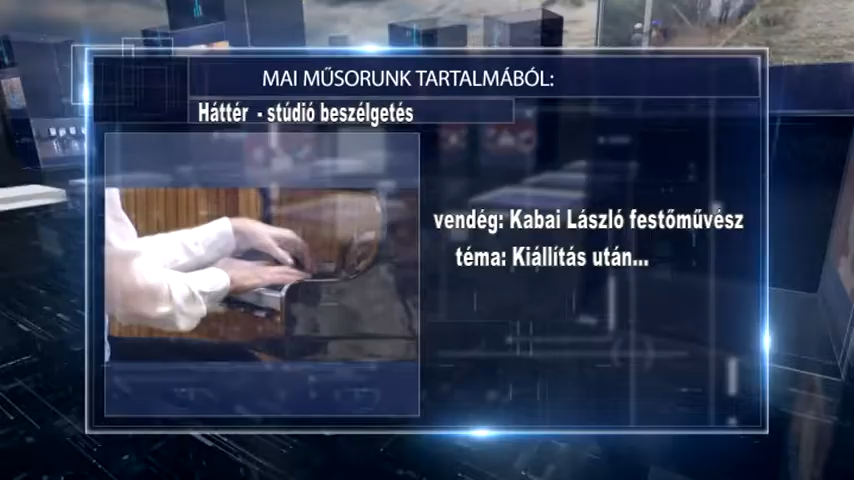 MAI MŰSORUNK TARTALMÁBÓL:
Háttér - stúdió beszélgetés
vendég: Kabai László festőművész
téma: Kiállítás után...